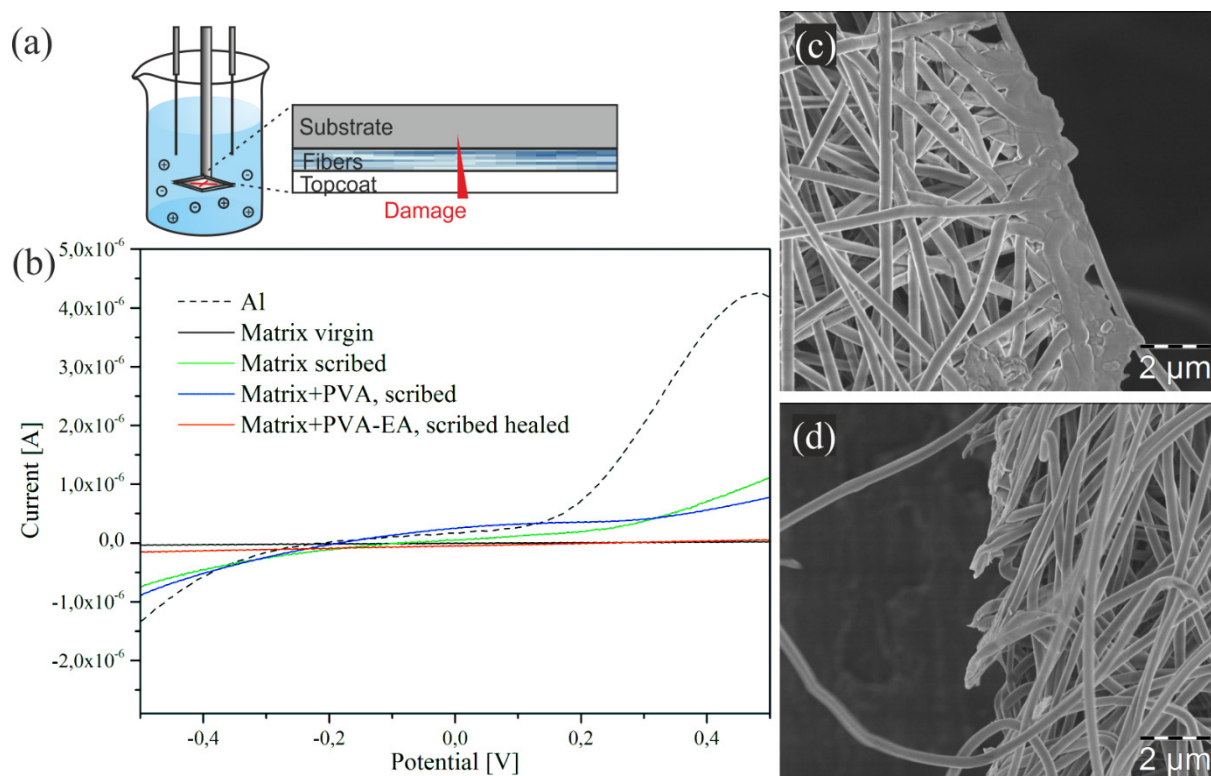 (a)
Substrate
Fibers
Topcoat
Damage
(b)
5,0x10⁻⁶
4,0x10⁻⁶
3,0x10⁻⁶
2,0x10⁻⁶
1,0x10⁻⁶
0,0
-1,0x10⁻⁶
-2,0x10⁻⁶
Current [A]
Al
Matrix virgin
Matrix scribed
Matrix+PVA, scribed
Matrix+PVA-EA, scribed healed
-0,4 -0,2 0,0 0,2 0,4
Potential [V]
(c)
2 µm
(d)
2 µm